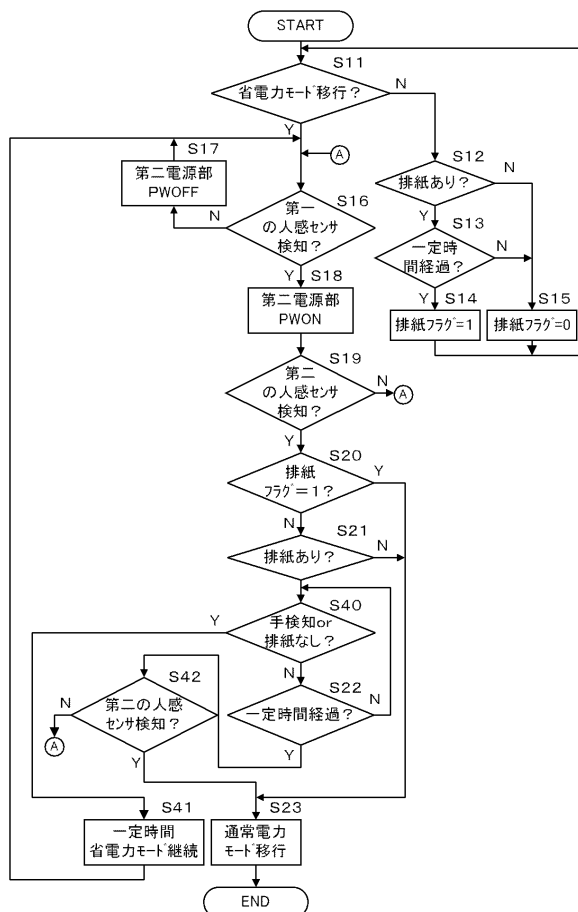 START
S11
省電力モード移行？
N
Y
S17
第二電源部
PWOFF
A
S16
第一
の人感センサ
検知？
N
Y
S12
排紙あり？
N
Y
S13
一定時
間経過？
N
Y
S14
排紙フラグ=1
S15
排紙フラグ=0
S18
第二電源部
PWON
S19
第二
の人感センサ
検知？
N
A
Y
S20
排紙
フラグ＝1？
Y
N
S21
排紙あり？
N
S40
手検知or
排紙なし？
Y
N
S22
一定時間経過？
N
Y
S42
第二の人感
センサ検知？
N
A
Y
S41
一定時間
省電力モード継続
S23
通常電力
モード移行
END